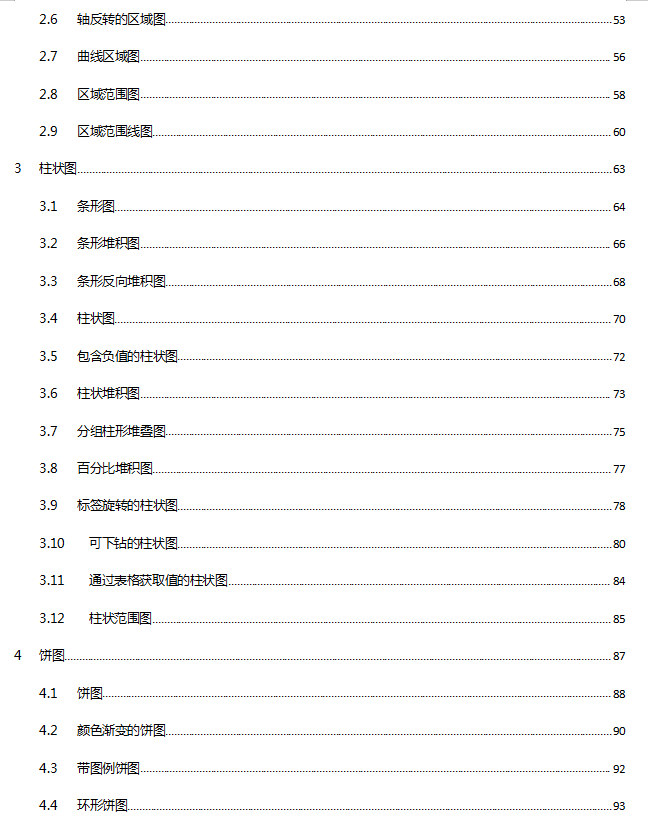 2.6 轴反转的区域图 53
2.7 曲线区域图 56
2.8 区域范围图 58
2.9 区域范围线图 60
3 柱状图 63
3.1 条形图 64
3.2 条形堆积图 66
3.3 条形反向堆积图 68
3.4 柱状图 70
3.5 包含负值的柱状图 72
3.6 柱状堆积图 73
3.7 分组柱形堆叠图 75
3.8 百分比堆积图 77
3.9 标签旋转的柱状图 78
3.10 可下钻的柱状图 80
3.11 通过表格获取值的柱状图 84
3.12 柱状范围图 85
4 饼图 87
4.1 饼图 88
4.2 颜色渐变的饼图 90
4.3 带图例饼图 92
4.4 环形饼图 93